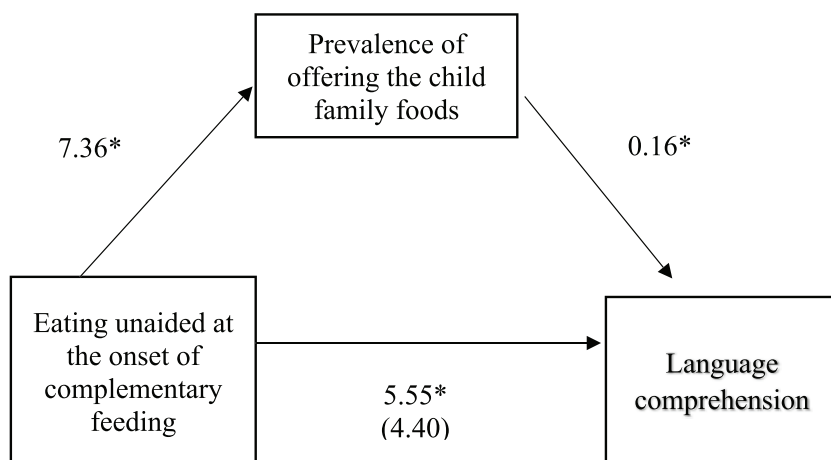 Prevalence of
offering the child
family foods
7.36*
0.16*
Eating unaided at
the onset of
complementary
feeding
5.55*
(4.40)
Language
comprehension